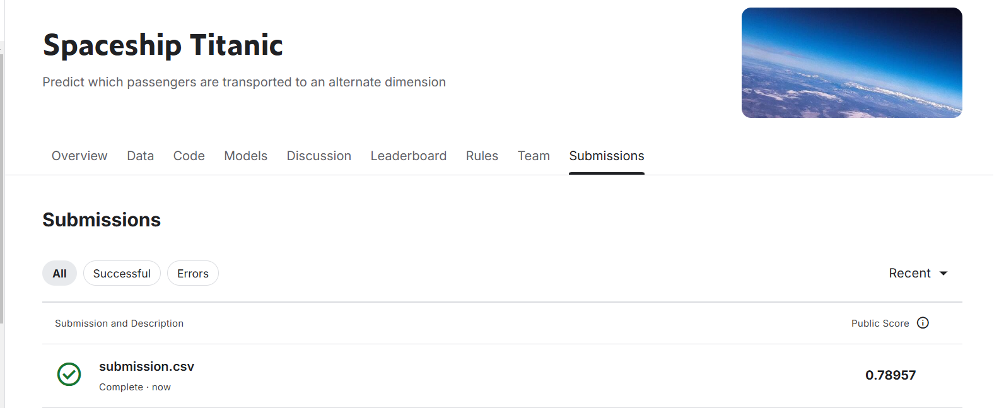 Spaceship Titanic
Predict which passengers are transported to an alternate dimension
Overview Data Code Models Discussion Leaderboard Rules Team Submissions
Submissions
All Successful Errors Recent
Submission and Description Public Score
submission.csv
0.78957
Complete · now